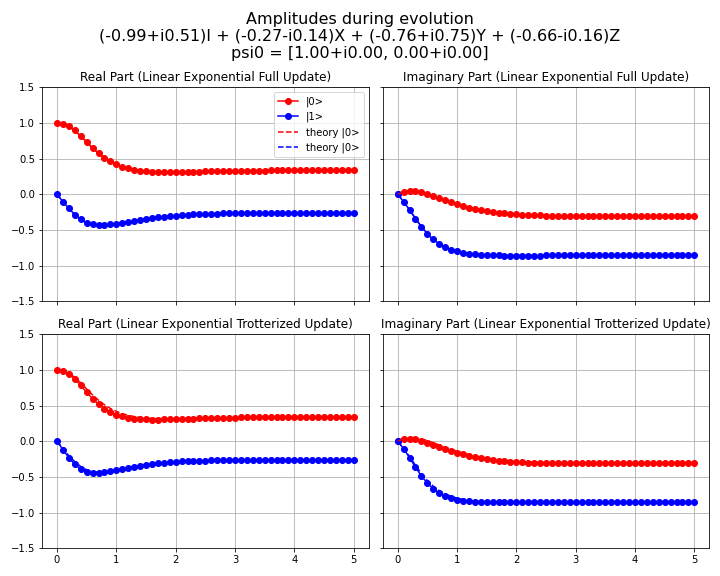 Amplitudes during evolution
(-0.99+i0.51)I + (-0.27-i0.14)X + (-0.76+i0.75)Y + (-0.66-i0.16)Z
psi0 = [1.00+i0.00, 0.00+i0.00]
Real Part (Linear Exponential Full Update)
1.5
1.0
0.5
0.0
−0.5
−1.0
−1.5
|0>
|1>
theory |0>
theory |0>
Imaginary Part (Linear Exponential Full Update)
Real Part (Linear Exponential Trotterized Update)
1.5
1.0
0.5
0.0
−0.5
−1.0
−1.5
0 1 2 3 4 5
Imaginary Part (Linear Exponential Trotterized Update)
0 1 2 3 4 5